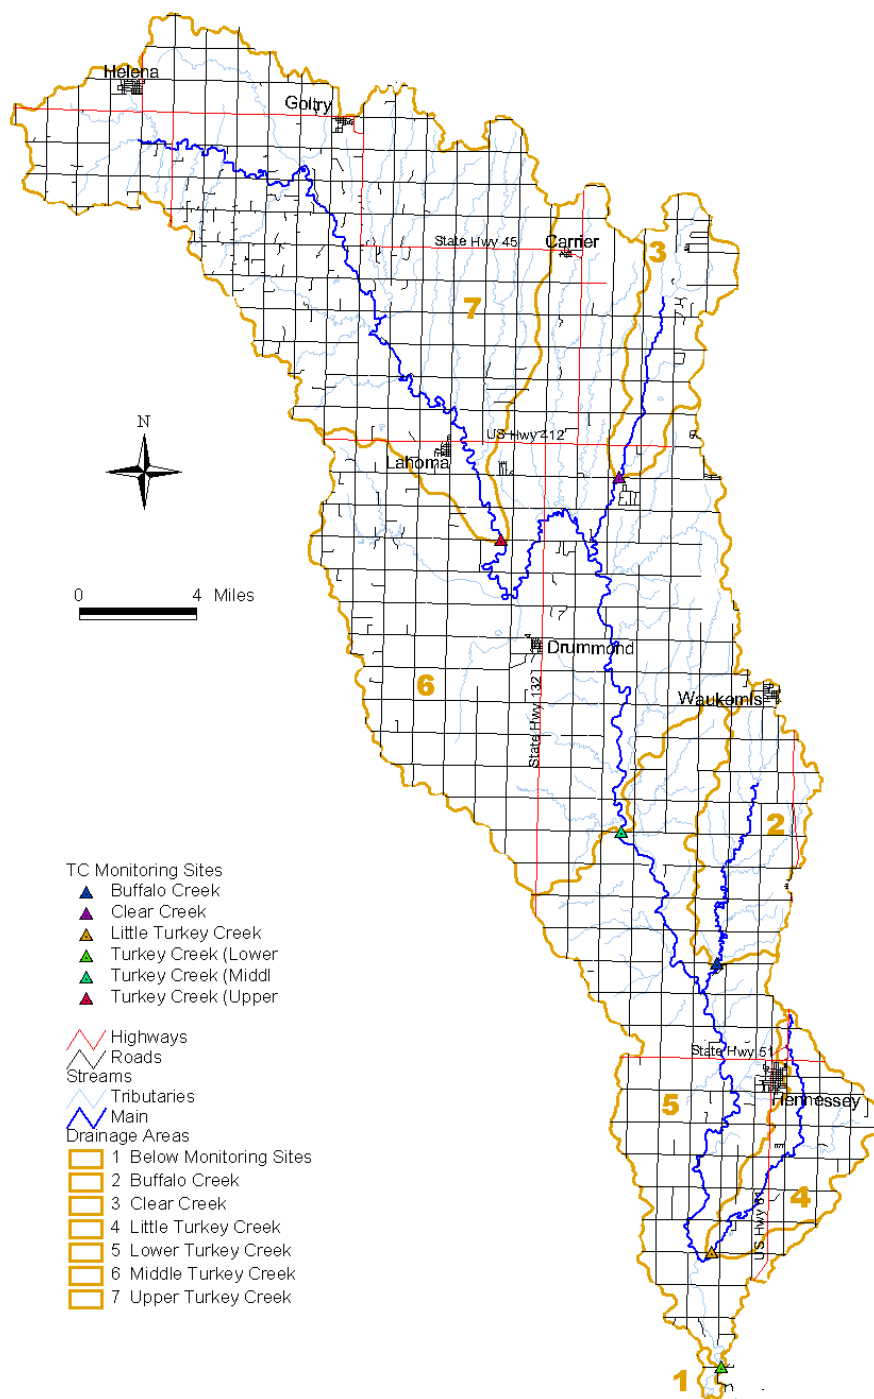 Helena
Goltry
State Hwy 45
Carrier
3
7
N
US Hwy 412
Lahoma
0 4 Miles
Drummond
6
State Hwy 132
Waukomis
2
TC Monitoring Sites
Buffalo Creek
Clear Creek
Little Turkey Creek
Turkey Creek (Lower
Turkey Creek (Middl
Turkey Creek (Upper
Highways
Roads
Streams
Tributaries
Main
Drainage Areas
1 Below Monitoring Sites
2 Buffalo Creek
3 Clear Creek
4 Little Turkey Creek
5 Lower Turkey Creek
6 Middle Turkey Creek
7 Upper Turkey Creek
State Hwy 51
Hennessey
5
4
US Hwy 81
1